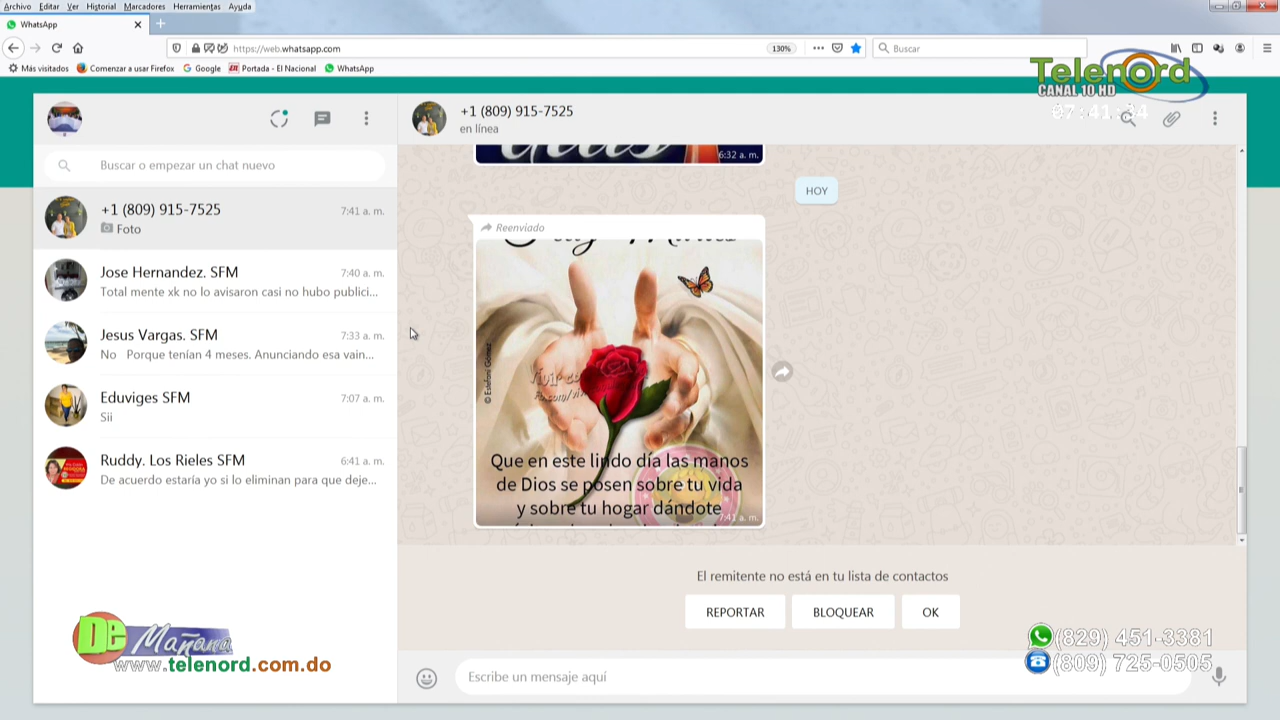 Archivo Editar Ver Historial Marcadores Herramientas Ayuda
WhatsApp
https://web.whatsapp.com
130%
Buscar
Más visitados Comenzar a usar Firefox Google Portada - El Nacional WhatsApp
Telenord
CANAL 10 HD
07:41:34
+1 (809) 915-7525
en línea
Buscar o empezar un chat nuevo
+1 (809) 915-7525
7:41 a. m.
Foto
Jose Hernandez. SFM
7:40 a. m.
Total mente xk no lo avisaron casi no hubo publici...
Jesus Vargas. SFM
7:33 a. m.
No Porque tenían 4 meses. Anunciando esa vain...
Eduviges SFM
7:07 a. m.
Sii
Ruddy. Los Rieles SFM
6:41 a. m.
De acuerdo estaría yo si lo eliminan para que deje...
6:32 a. m.
HOY
Reenviado
© Estefani Gómez
Que en este lindo día las manos
de Dios se posen sobre tu vida
y sobre tu hogar dándote
7:41 a. m.
El remitente no está en tu lista de contactos
REPORTAR BLOQUEAR OK
Escribe un mensaje aquí
De Mañana
www.telenord.com.do
(829) 451-3381
(809) 725-0505